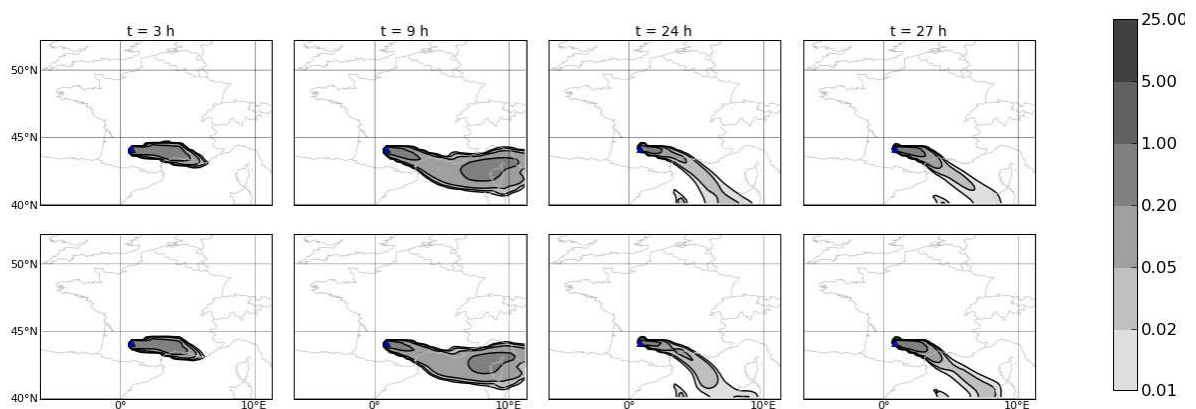 t = 3 h
t = 9 h
t = 24 h
t = 27 h
50°N
45°N
40°N
50°N
45°N
40°N
0°
10°E
0°
10°E
0°
10°E
0°
10°E
25.00
5.00
1.00
0.20
0.05
0.02
0.01